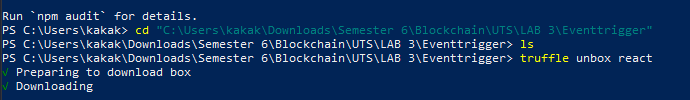 Run `npm audit` for details.
PS C:\Users\kakak> cd "C:\Users\kakak\Downloads\Semester 6\Blockchain\UTS\LAB 3\Eventtrigger"
PS C:\Users\kakak\Downloads\Semester 6\Blockchain\UTS\LAB 3\Eventtrigger> ls
PS C:\Users\kakak\Downloads\Semester 6\Blockchain\UTS\LAB 3\Eventtrigger> truffle unbox react
√ Preparing to download box
√ Downloading